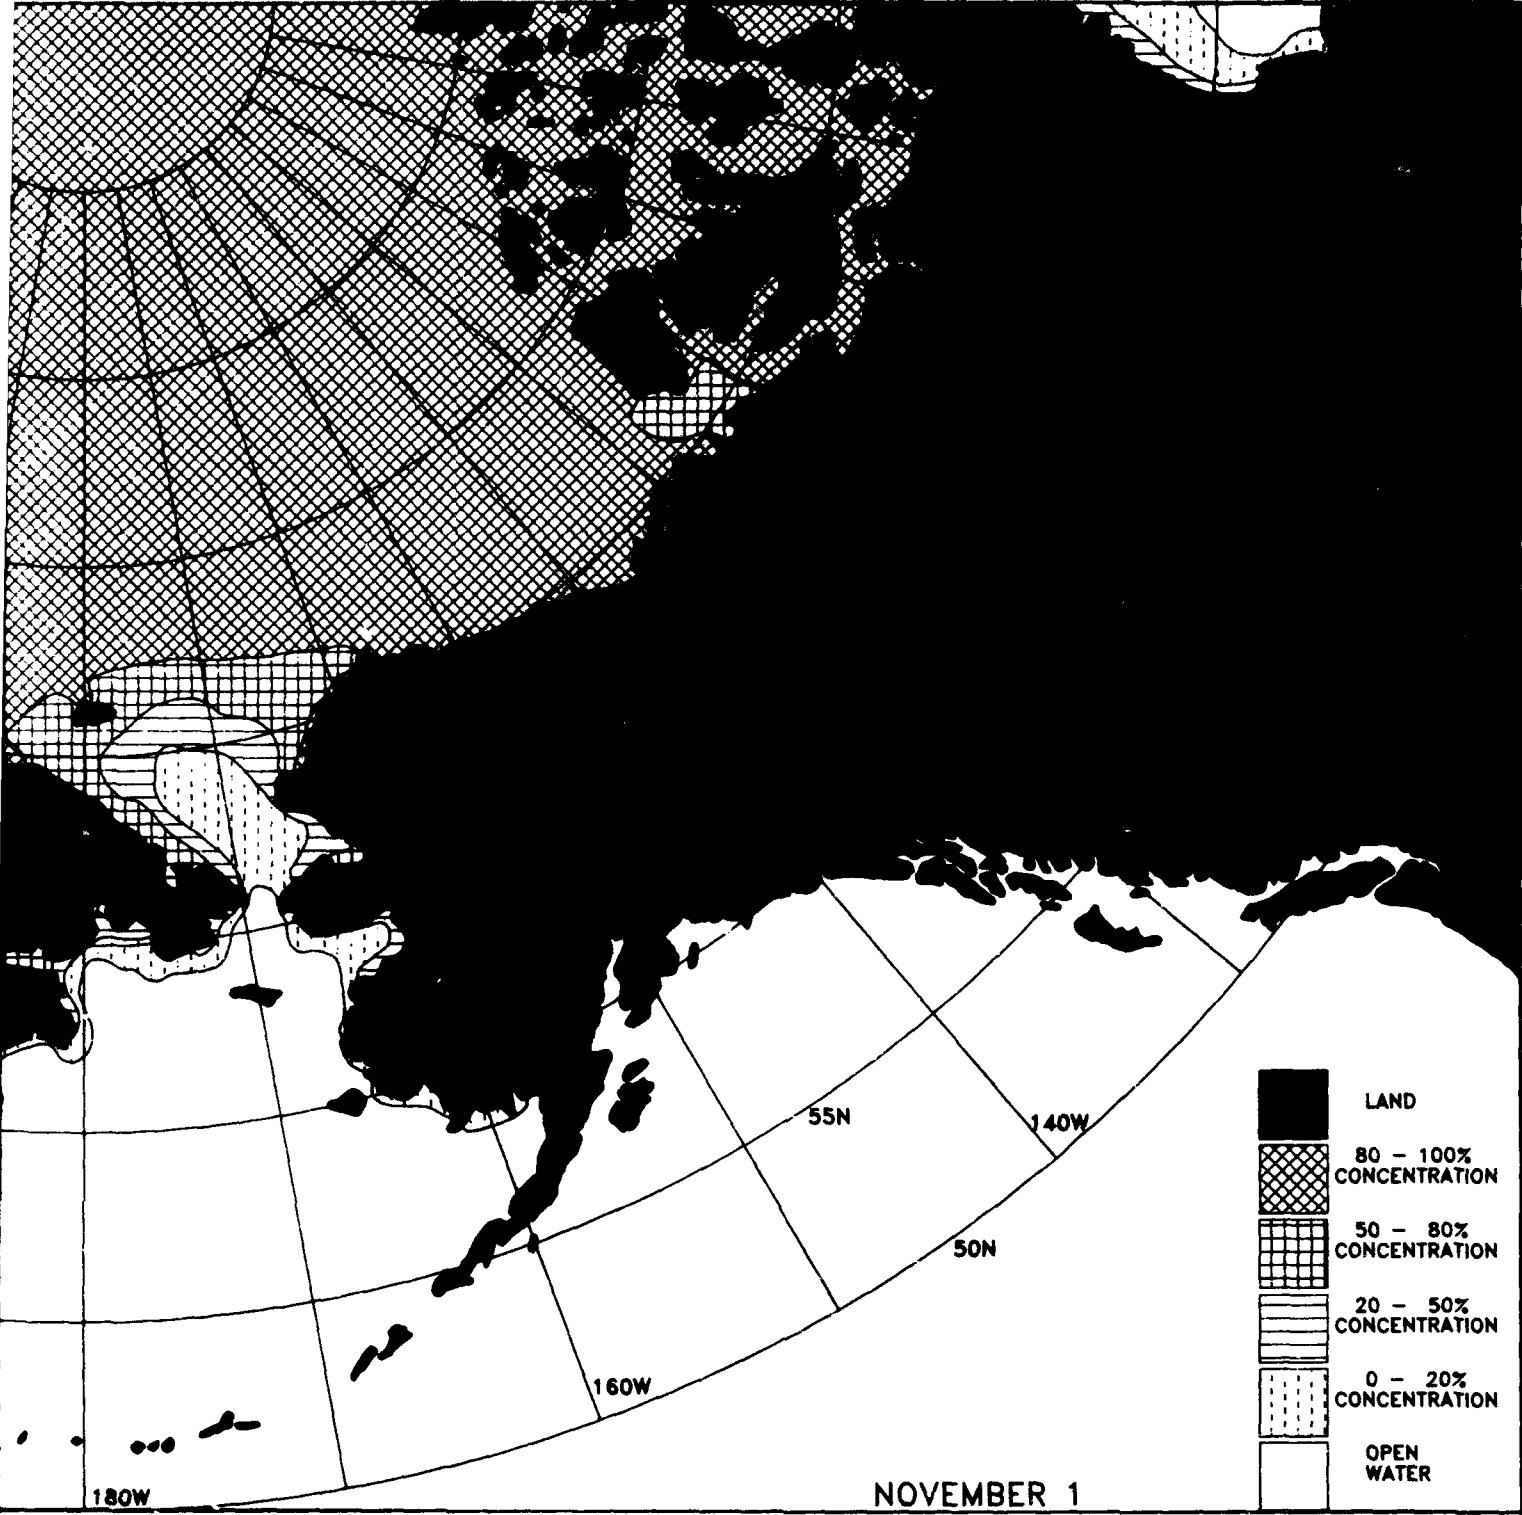 55N
140W
50N
160W
180W
NOVEMBER 1
LAND
80 - 100%
CONCENTRATION
50 - 80%
CONCENTRATION
20 - 50%
CONCENTRATION
0 - 20%
CONCENTRATION
OPEN
WATER